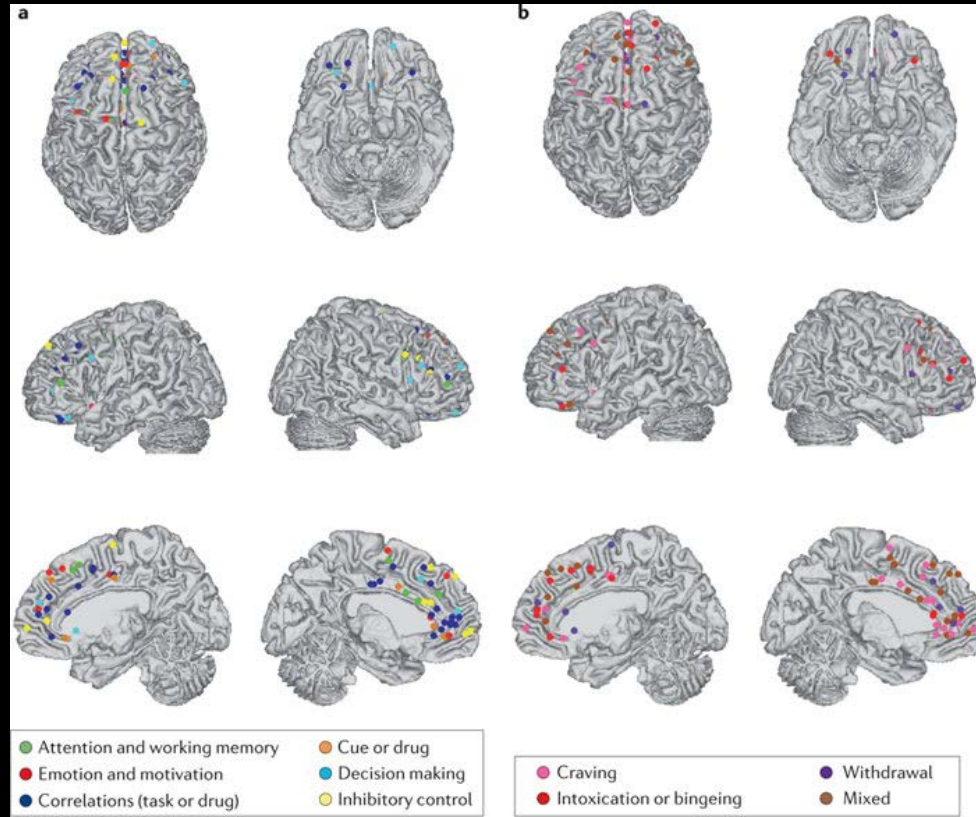 a
b
Attention and working memory
Cue or drug
Emotion and motivation
Decision making
Correlations (task or drug)
Inhibitory control
Craving
Withdrawal
Intoxication or bingeing
Mixed